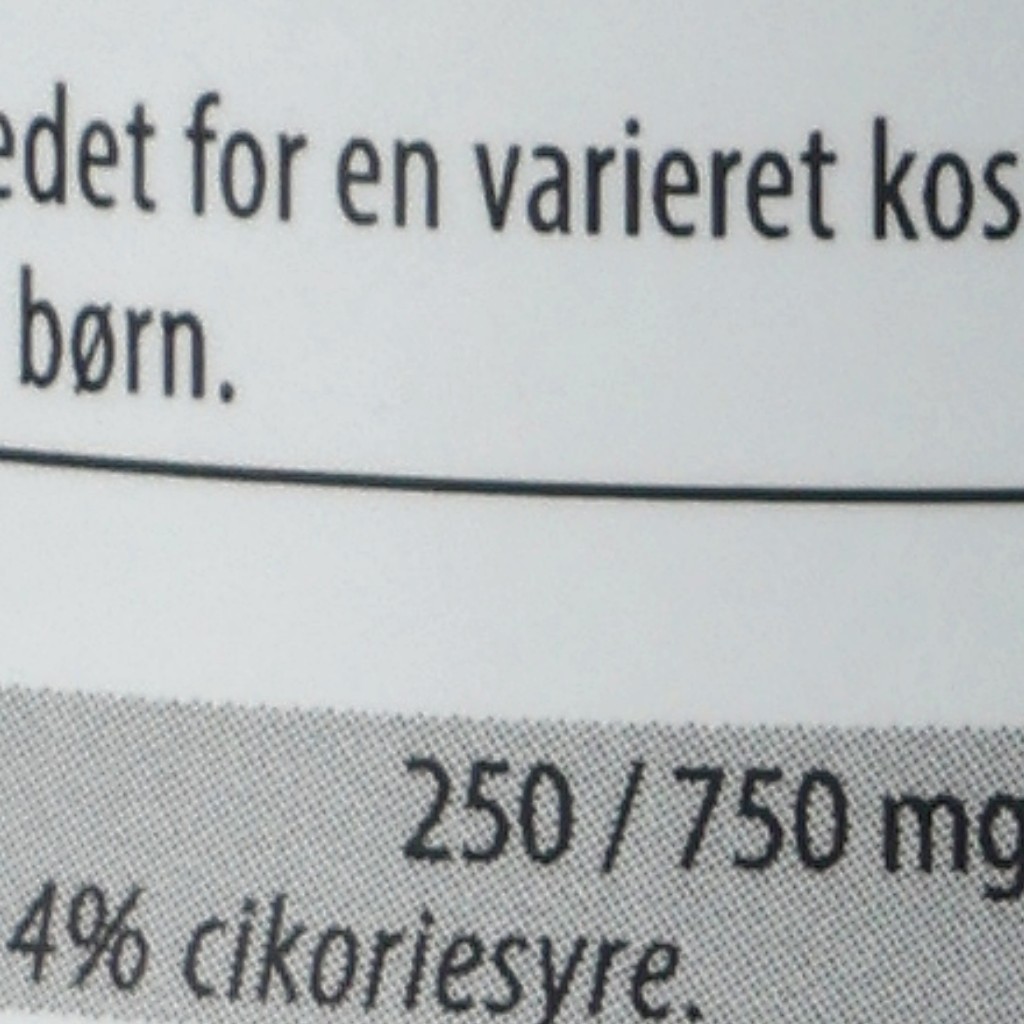 edet for en varieret kos
børn.
250 / 750 mg
4% cikoriesyre.